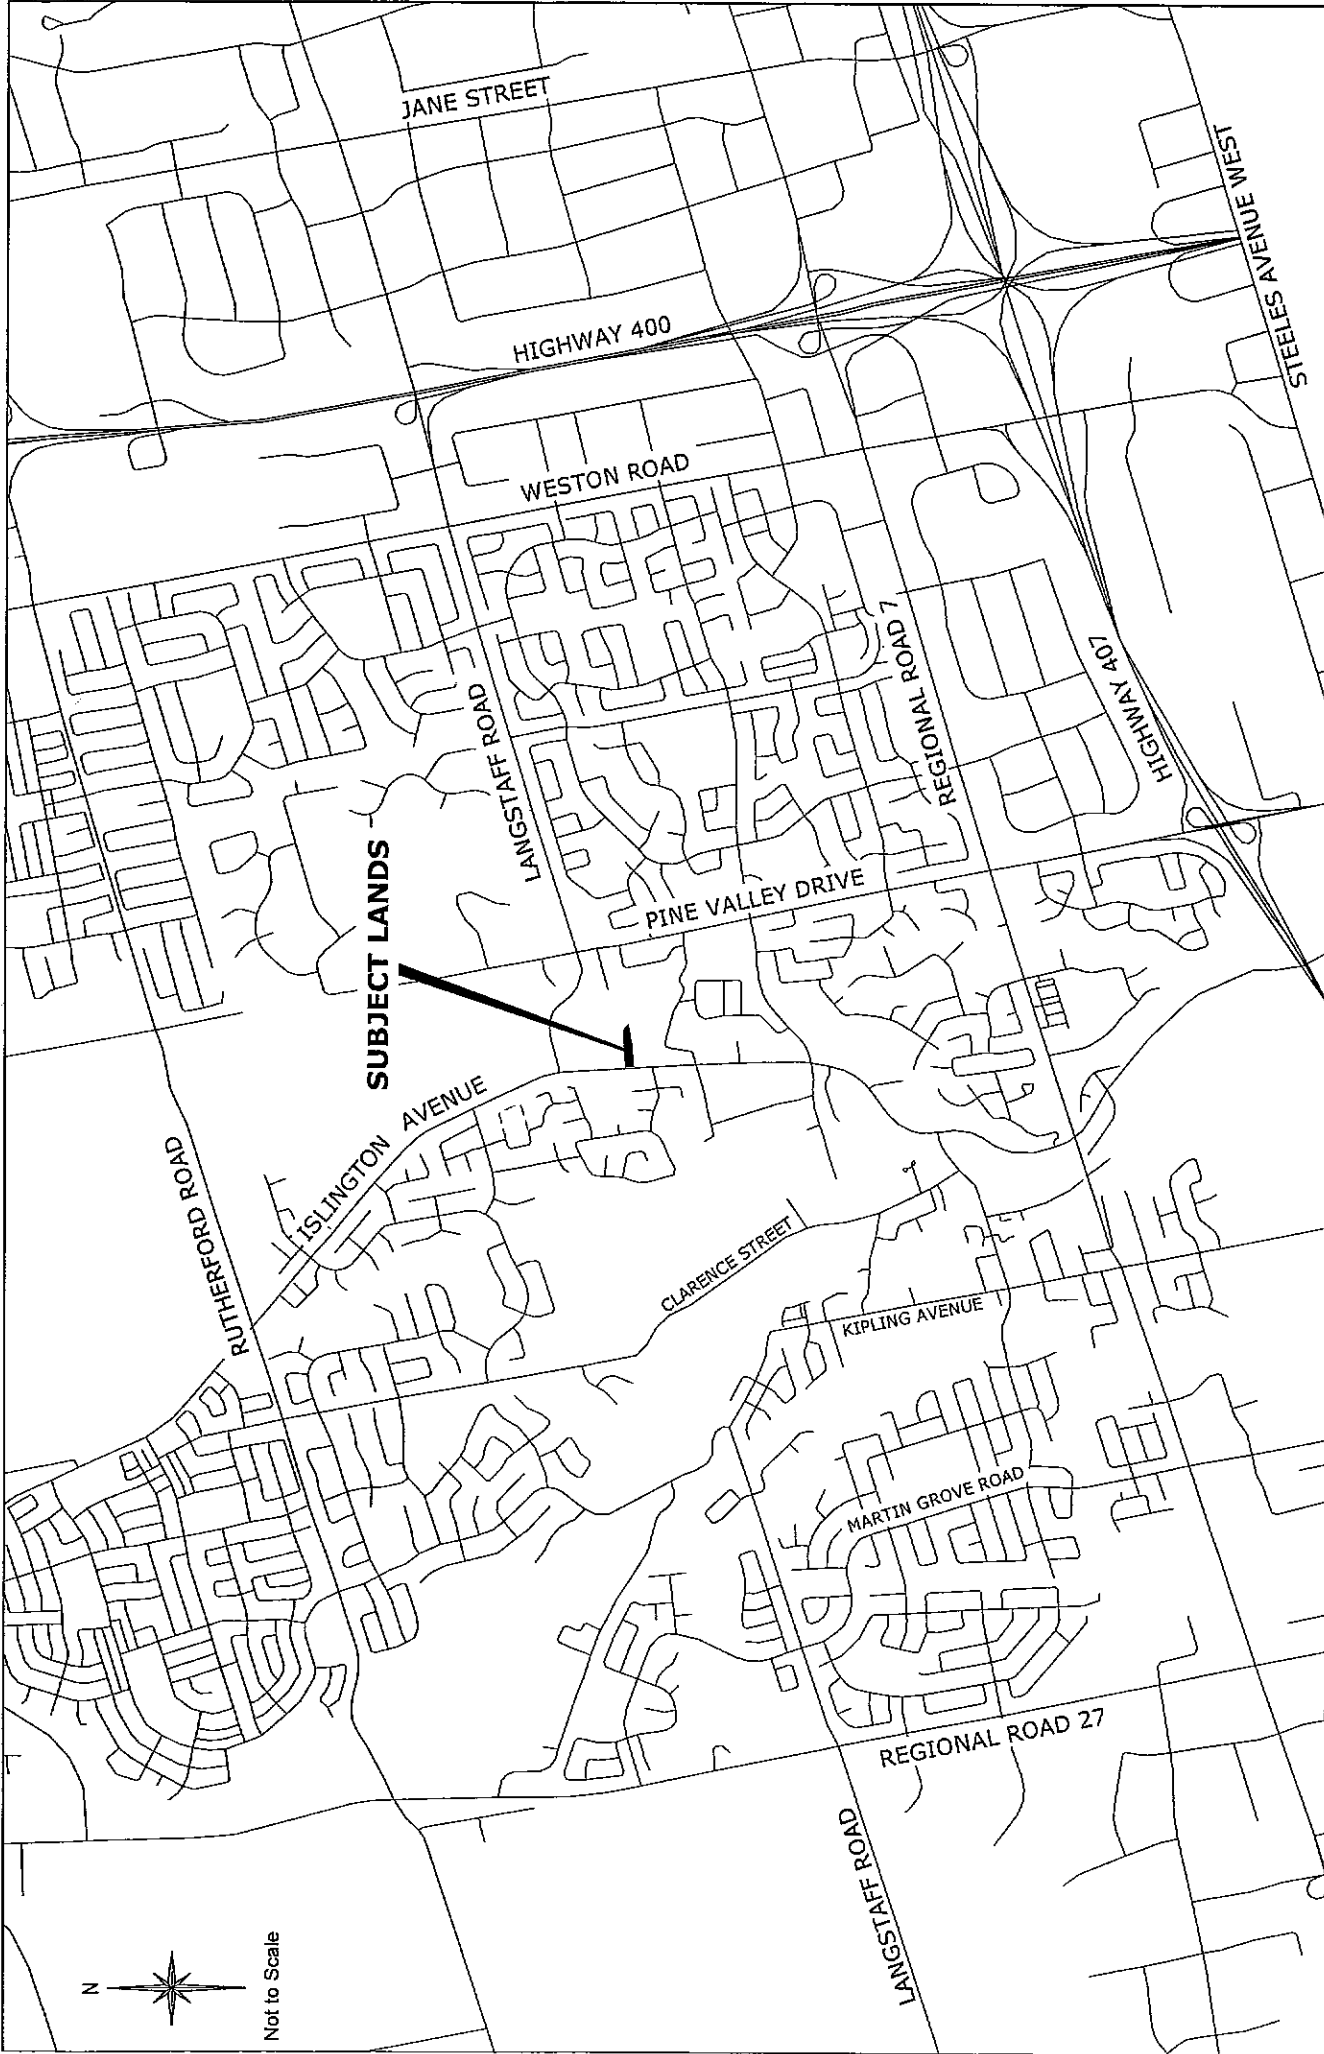 JANE STREET
STEELES AVENUE WEST
HIGHWAY 400
WESTON ROAD
REGIONAL ROAD 7
HIGHWAY 407
LANGSTAFF ROAD
SUBJECT LANDS
PINE VALLEY DRIVE
ISLINGTON AVENUE
RUTHERFORD ROAD
CLARENCE STREET
KIPLING AVENUE
MARTIN GROVE ROAD
REGIONAL ROAD 27
LANGSTAFF ROAD
N
Not to Scale